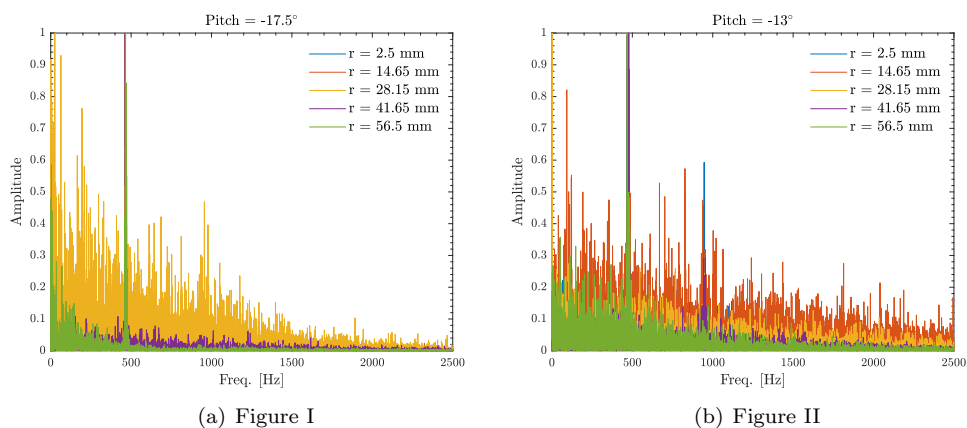 Pitch = -17.5°
1
0.9
0.8
0.7
0.6
0.5
0.4
0.3
0.2
0.1
0
Amplitude
r = 2.5 mm
r = 14.65 mm
r = 28.15 mm
r = 41.65 mm
r = 56.5 mm
0 500 1000 1500 2000 2500
Freq. [Hz]
(a) Figure I
Pitch = -13°
1
0.9
0.8
0.7
0.6
0.5
0.4
0.3
0.2
0.1
0
Amplitude
r = 2.5 mm
r = 14.65 mm
r = 28.15 mm
r = 41.65 mm
r = 56.5 mm
0 500 1000 1500 2000 2500
Freq. [Hz]
(b) Figure II